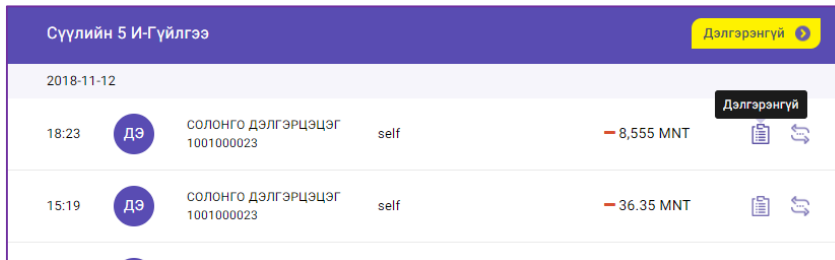 Сүүлийн 5 И-Гүйлгээ
Дэлгэрэнгүй
2018-11-12
Дэлгэрэнгүй
18:23 ДЭ СОЛОНГО ДЭЛГЭРЦЭЦЭГ self − 8,555 MNT
1001000023
15:19 ДЭ СОЛОНГО ДЭЛГЭРЦЭЦЭГ self − 36.35 MNT
1001000023